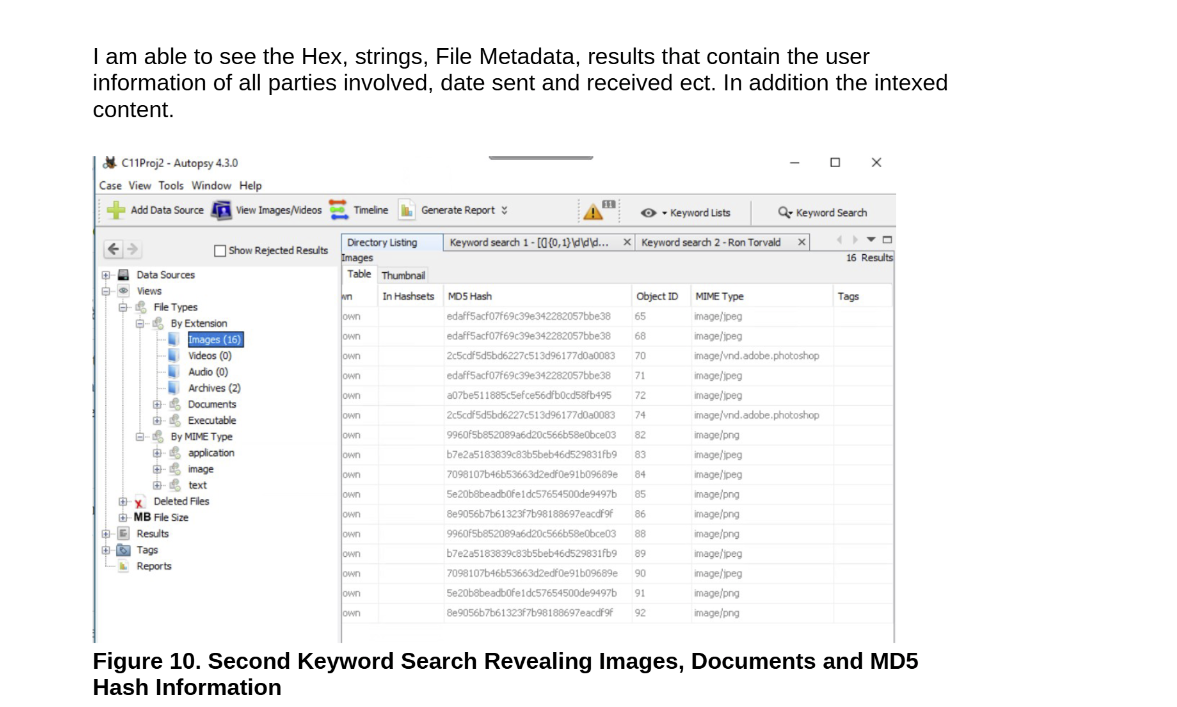 I am able to see the Hex, strings, File Metadata, results that contain the user
information of all parties involved, date sent and received ect. In addition the intexed
content.
C11Proj2 - Autopsy 4.3.0
Case View Tools Window Help
Add Data Source View Images/Videos Timeline Generate Report 11 Keyword Lists Keyword Search
Show Rejected Results
Directory Listing Keyword search 1 - [(]{0,1}\d\d\d... Keyword search 2 - Ron Torvald
Images 16 Results
Table Thumbnail
Data Sources
Views
File Types
By Extension
Images (16)
Videos (0)
Audio (0)
Archives (2)
Documents
Executable
By MIME Type
application
image
text
Deleted Files
MB File Size
Results
Tags
Reports
wn In Hashsets MD5 Hash Object ID MIME Type Tags
own edaff5acf07f69c39e342282057bbe38 65 image/jpeg
own edaff5acf07f69c39e342282057bbe38 68 image/jpeg
own 2c5cdf5d5bd6227c513d96177d0a0083 70 image/vnd.adobe.photoshop
own edaff5acf07f69c39e342282057bbe38 71 image/jpeg
own a07be511885c5efce56dfb0cd58fb495 72 image/jpeg
own 2c5cdf5d5bd6227c513d96177d0a0083 74 image/vnd.adobe.photoshop
own 9960f5b852089a6d20c566b58e0bce03 82 image/png
own b7e2a5183839c83b5beb46d529831fb9 83 image/jpeg
own 7098107b46b53663d2edf0e91b09689e 84 image/jpeg
own 5e20b8beadb0fe1dc57654500de9497b 85 image/png
own 8e9056b7b61323f7b98188697eacdf9f 86 image/png
own 9960f5b852089a6d20c566b58e0bce03 88 image/png
own b7e2a5183839c83b5beb46d529831fb9 89 image/jpeg
own 7098107b46b53663d2edf0e91b09689e 90 image/jpeg
own 5e20b8beadb0fe1dc57654500de9497b 91 image/png
own 8e9056b7b61323f7b98188697eacdf9f 92 image/png
Figure 10. Second Keyword Search Revealing Images, Documents and MD5
Hash Information